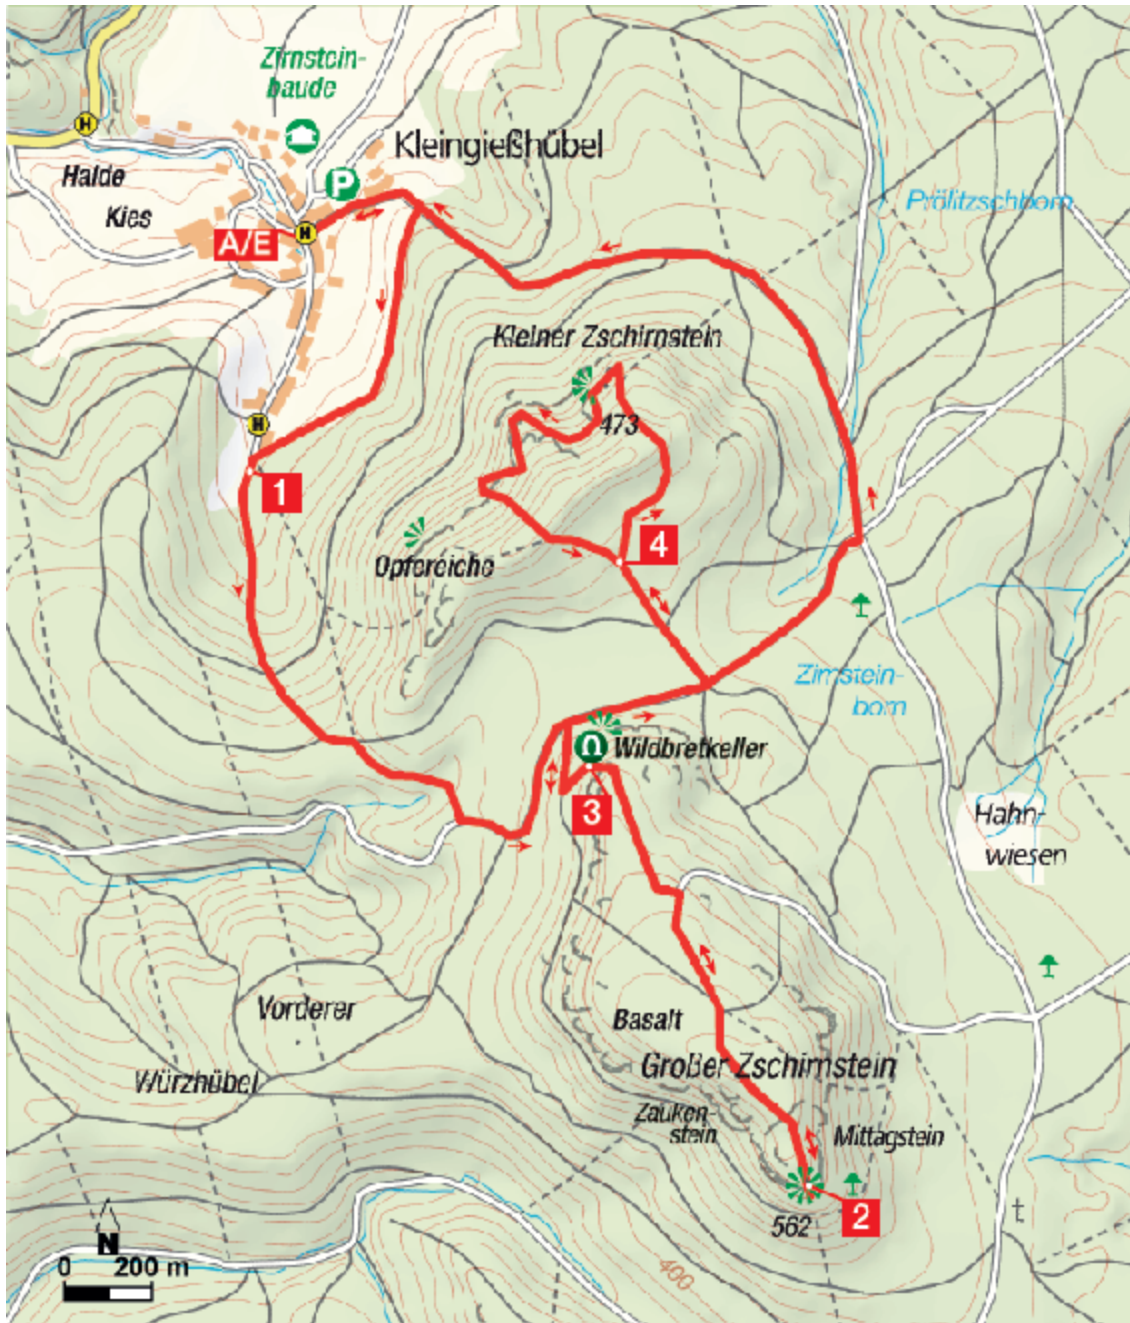 Zirnstein-
baude
H
Kleingießhübel
P
Halde
Kies
A/E
H
Prölitzschborn
Kleiner Zschirnstein
H
473
1
4
Opfereiche
Zirnstein-
born
Wildbretkeller
3
Hahn-
wiesen
Vorderer
Basalt
Großer Zschirnstein
Würzhübel
Zauken-
stein
Mittagstein
2
562
t
N
0 200 m
400